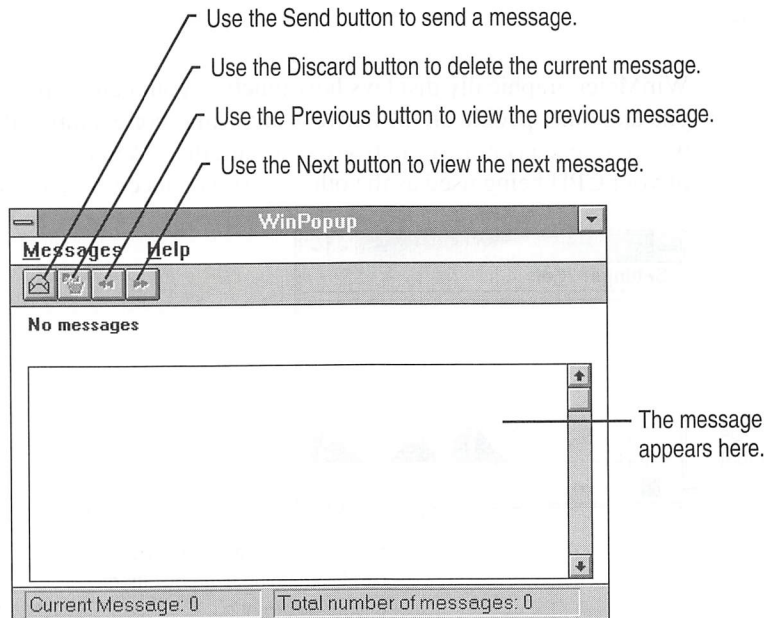 Use the Send button to send a message.
Use the Discard button to delete the current message.
Use the Previous button to view the previous message.
Use the Next button to view the next message.
WinPopup
Messages Help
No messages
The message
appears here.
Current Message: 0 Total number of messages: 0